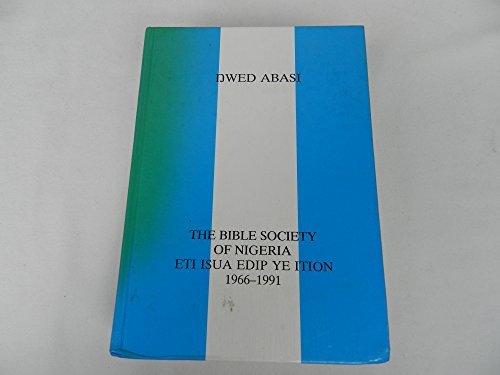 ŊWED ABASI
THE BIBLE SOCIETY
OF NIGERIA
ETI ISUA EDIP YE ITION
1966–1991